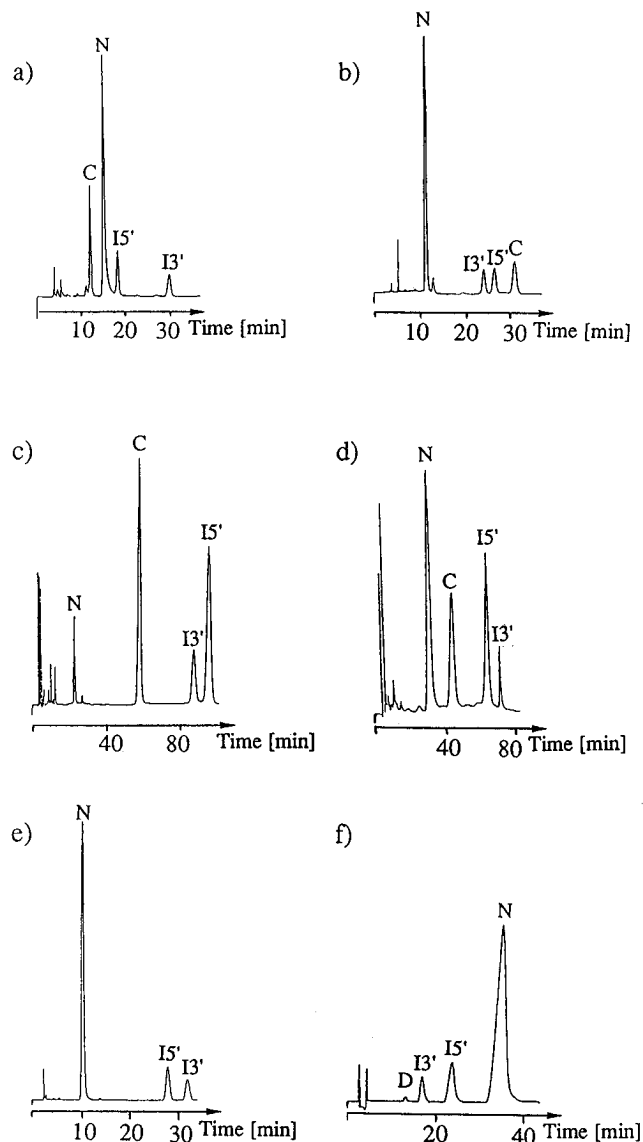 a)
N
C
I5'
I3'
10 20 30 Time [min]
b)
N
I3' I5' C
10 20 30 Time [min]
c)
C
I5'
N
I3'
40 80 Time [min]
d)
N
I5'
C
I3'
40 80 Time [min]
e)
N
I5'
I3'
10 20 30 Time [min]
f)
N
I5'
I3'
D
20 40 Time [min]